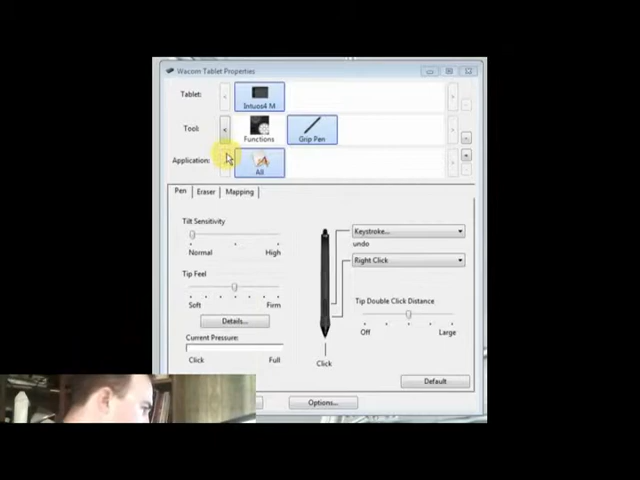 Wacom Tablet Properties
Tablet:
< Intuos4 M >
Tool:
< Functions Grip Pen >
Application:
All
Pen Eraser Mapping
Tilt Sensitivity
Normal High
Tip Feel
Soft Firm
Details...
Current Pressure:
Click Full
Keystroke...
undo
Right Click
Tip Double Click Distance
Off Large
Click
Default
Options...